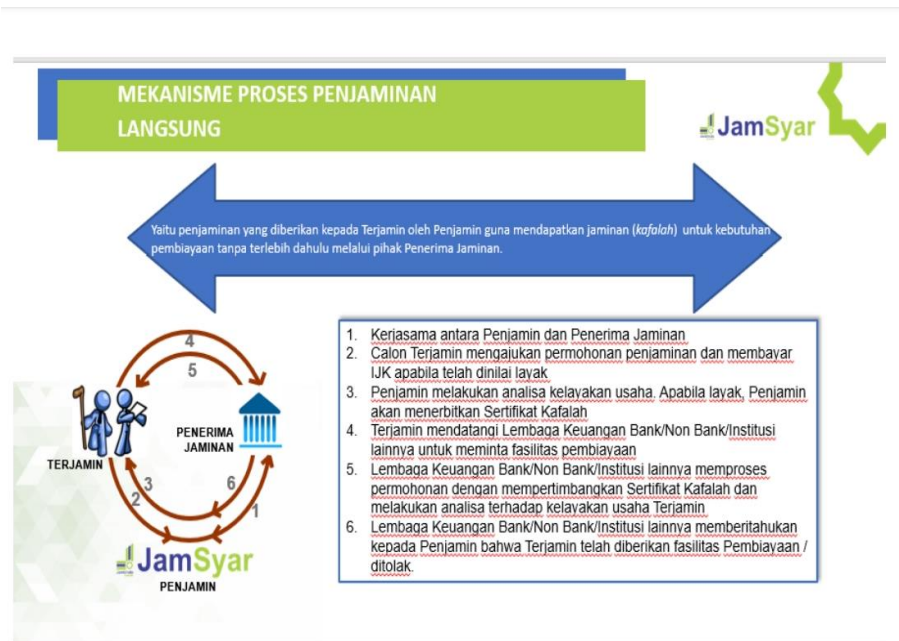 MEKANISME PROSES PENJAMINAN
LANGSUNG
JamSyar
Yaitu penjaminan yang diberikan kepada Terjamin oleh Penjamin guna mendapatkan jaminan (kafalah) untuk kebutuhan
pembiayaan tanpa terlebih dahulu melalui pihak Penerima Jaminan.
4
5
TERJAMIN
PENERIMA
JAMINAN
3
2
6
1
JamSyar
PENJAMIN
1. Kerjasama antara Penjamin dan Penerima Jaminan
2. Calon Terjamin mengajukan permohonan penjaminan dan membayar
IJK apabila telah dinilai layak
3. Penjamin melakukan analisa kelayakan usaha. Apabila layak, Penjamin
akan menerbitkan Sertifikat Kafalah
4. Terjamin mendatangi Lembaga Keuangan Bank/Non Bank/Institusi
lainnya untuk meminta fasilitas pembiayaan
5. Lembaga Keuangan Bank/Non Bank/Institusi lainnya memproses
permohonan dengan mempertimbangkan Sertifikat Kafalah dan
melakukan analisa terhadap kelayakan usaha Terjamin
6. Lembaga Keuangan Bank/Non Bank/Institusi lainnya memberitahukan
kepada Penjamin bahwa Terjamin telah diberikan fasilitas Pembiayaan /
ditolak.